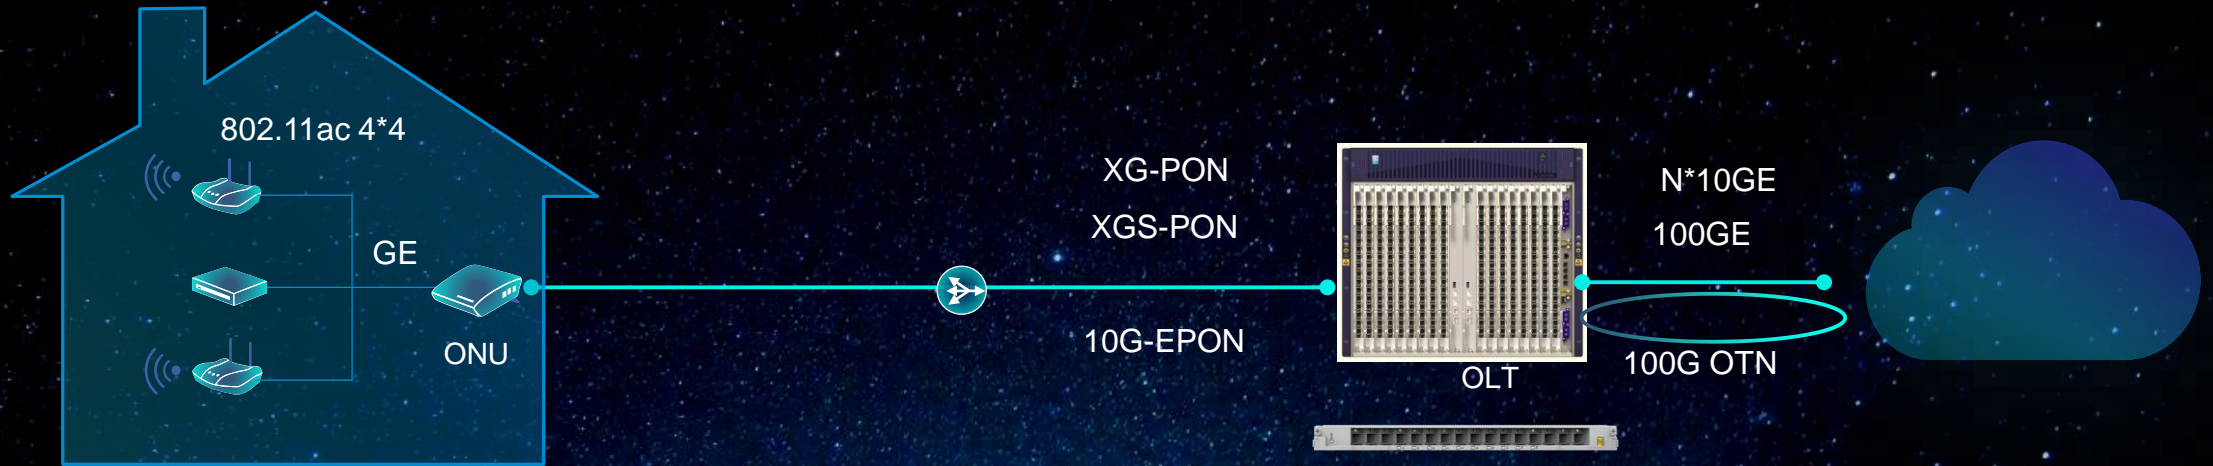 802.11ac 4*4
GE
ONU
XG-PON
XGS-PON
10G-EPON
OLT
N*10GE
100GE
100G OTN